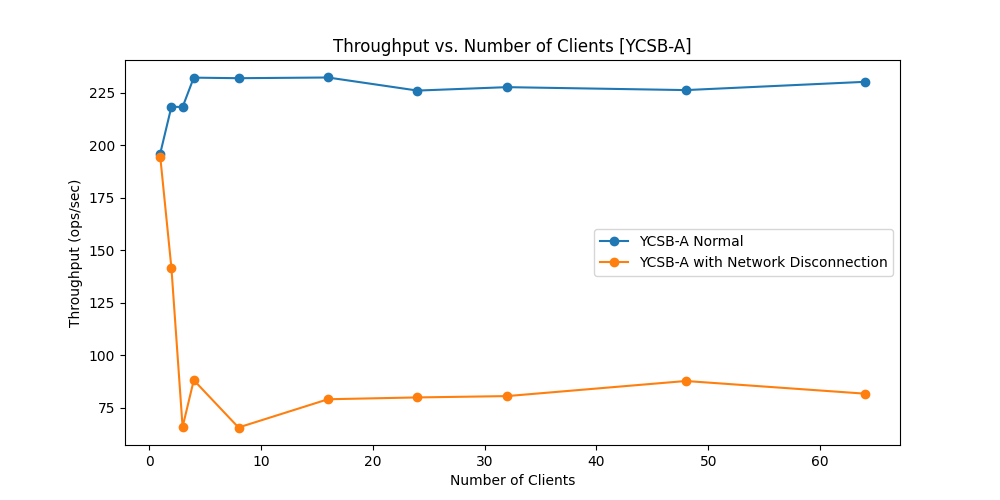 Throughput vs. Number of Clients [YCSB-A]
Throughput (ops/sec)
225
200
175
150
125
100
75
YCSB-A Normal
YCSB-A with Network Disconnection
0 10 20 30 40 50 60
Number of Clients